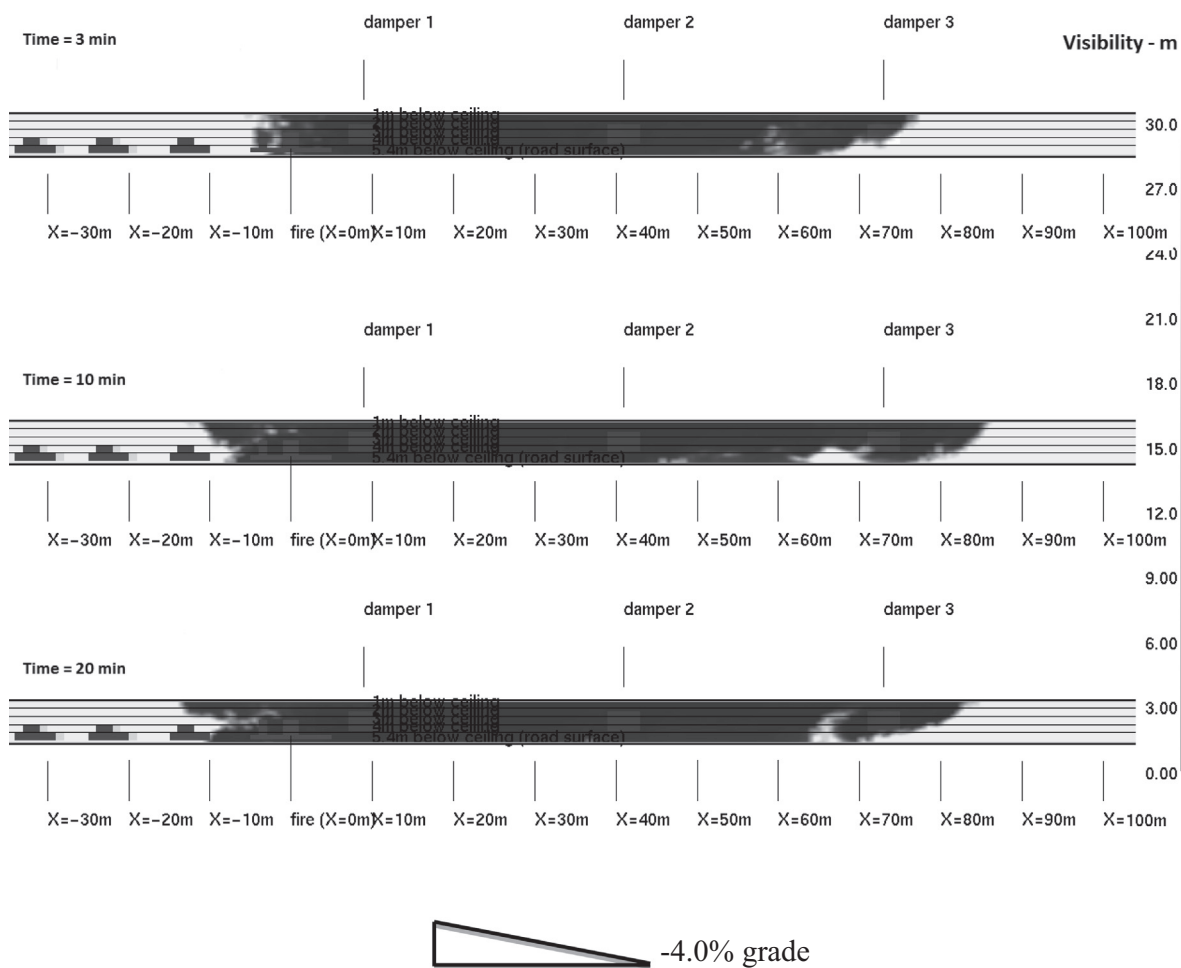 damper 1 damper 2 damper 3
Time = 3 min
Visibility - m
1m below ceiling
5.4m below ceiling (road surface)
30.0
27.0
X=−30m X=−20m X=−10m fire (X=0m) X=10m X=20m X=30m X=40m X=50m X=60m X=70m X=80m X=90m X=100m
24.0
21.0
damper 1 damper 2 damper 3
Time = 10 min
18.0
1m below ceiling
5.4m below ceiling (road surface)
15.0
12.0
X=−30m X=−20m X=−10m fire (X=0m) X=10m X=20m X=30m X=40m X=50m X=60m X=70m X=80m X=90m X=100m
9.00
damper 1 damper 2 damper 3
6.00
Time = 20 min
1m below ceiling
5.4m below ceiling (road surface)
3.00
0.00
X=−30m X=−20m X=−10m fire (X=0m) X=10m X=20m X=30m X=40m X=50m X=60m X=70m X=80m X=90m X=100m
-4.0% grade